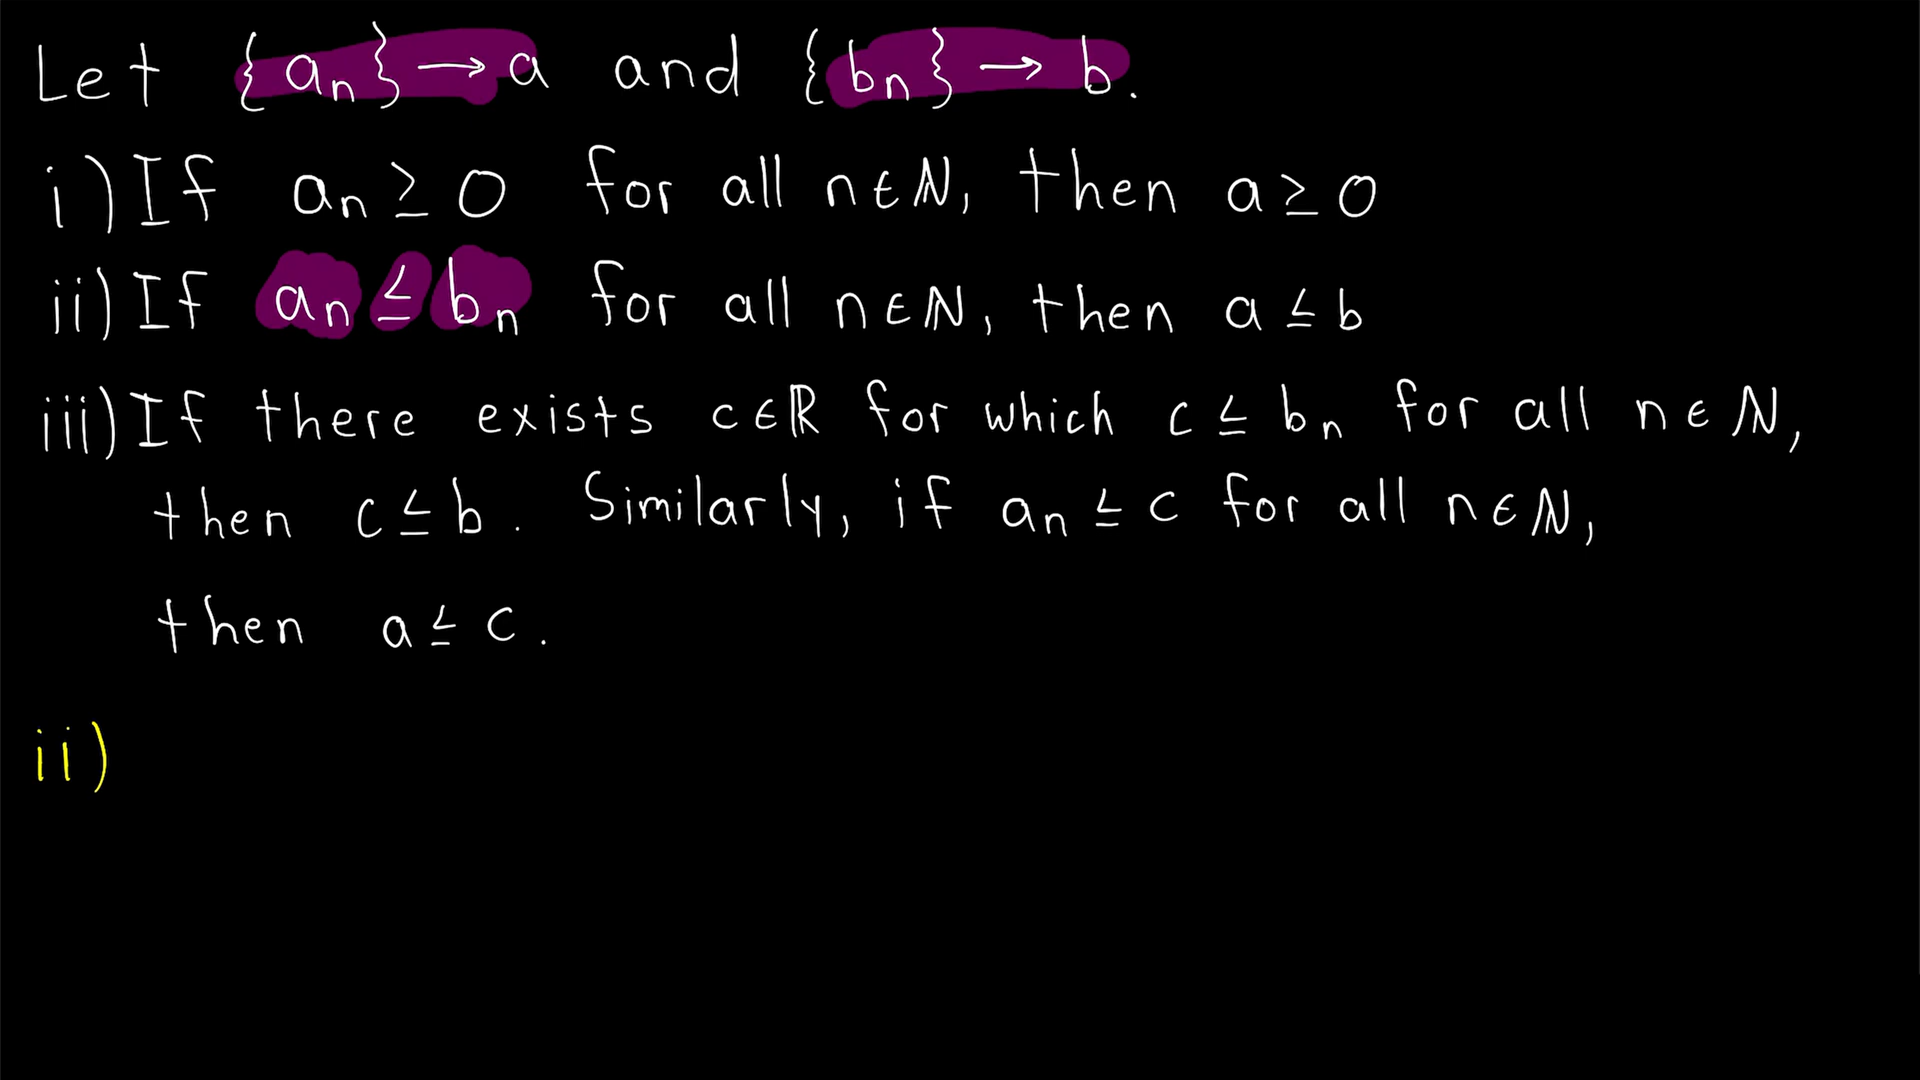 Let {aₙ} → a and {bₙ} → b.
i) If aₙ ≥ 0 for all n ∈ ℕ, then a ≥ 0
ii) If aₙ ≤ bₙ for all n ∈ ℕ, then a ≤ b
iii) If there exists c ∈ ℝ for which c ≤ bₙ for all n ∈ ℕ,
then c ≤ b. Similarly, if aₙ ≤ c for all n ∈ ℕ,
then a ≤ c.
ii)